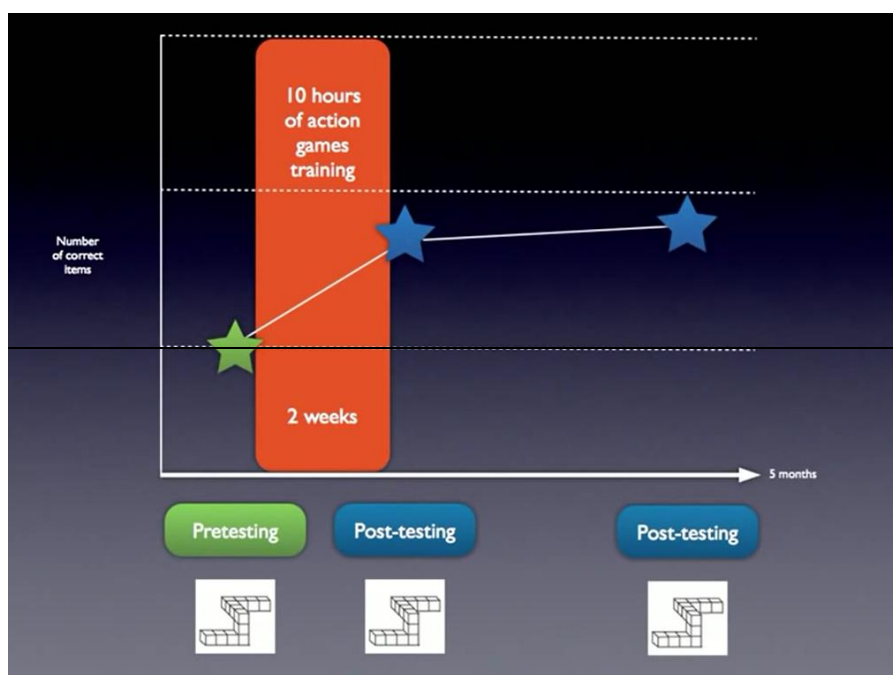 10 hours
of action
games
training
Number
of correct
items
2 weeks
5 months
Pretesting
Post-testing
Post-testing